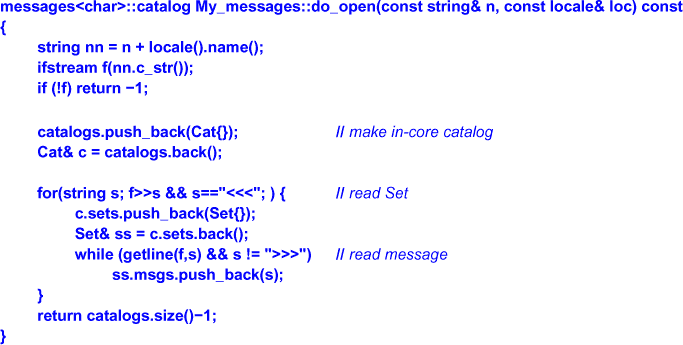 messages<char>::catalog My_messages::do_open(const string& n, const locale& loc) const
{
string nn = n + locale().name();
ifstream f(nn.c_str());
if (!f) return −1;
catalogs.push_back(Cat{}); // make in-core catalog
Cat& c = catalogs.back();
for(string s; f>>s && s=="<<<"; ) { // read Set
c.sets.push_back(Set{});
Set& ss = c.sets.back();
while (getline(f,s) && s != ">>>") // read message
ss.msgs.push_back(s);
}
return catalogs.size()−1;
}